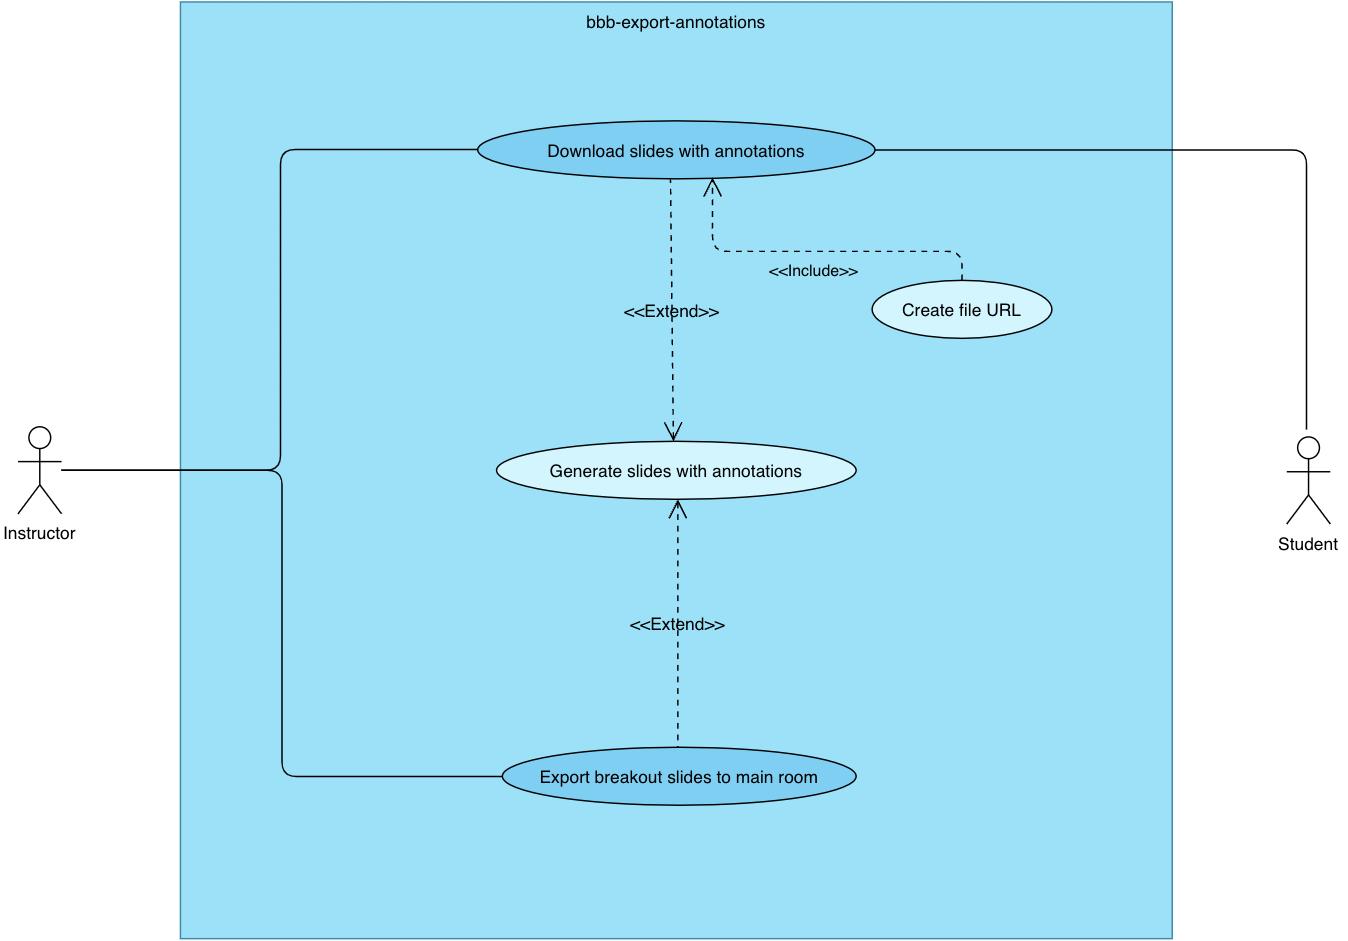 bbb-export-annotations
Download slides with annotations
<<Include>>
<<Extend>>
Create file URL
Generate slides with annotations
Instructor
Student
<<Extend>>
Export breakout slides to main room